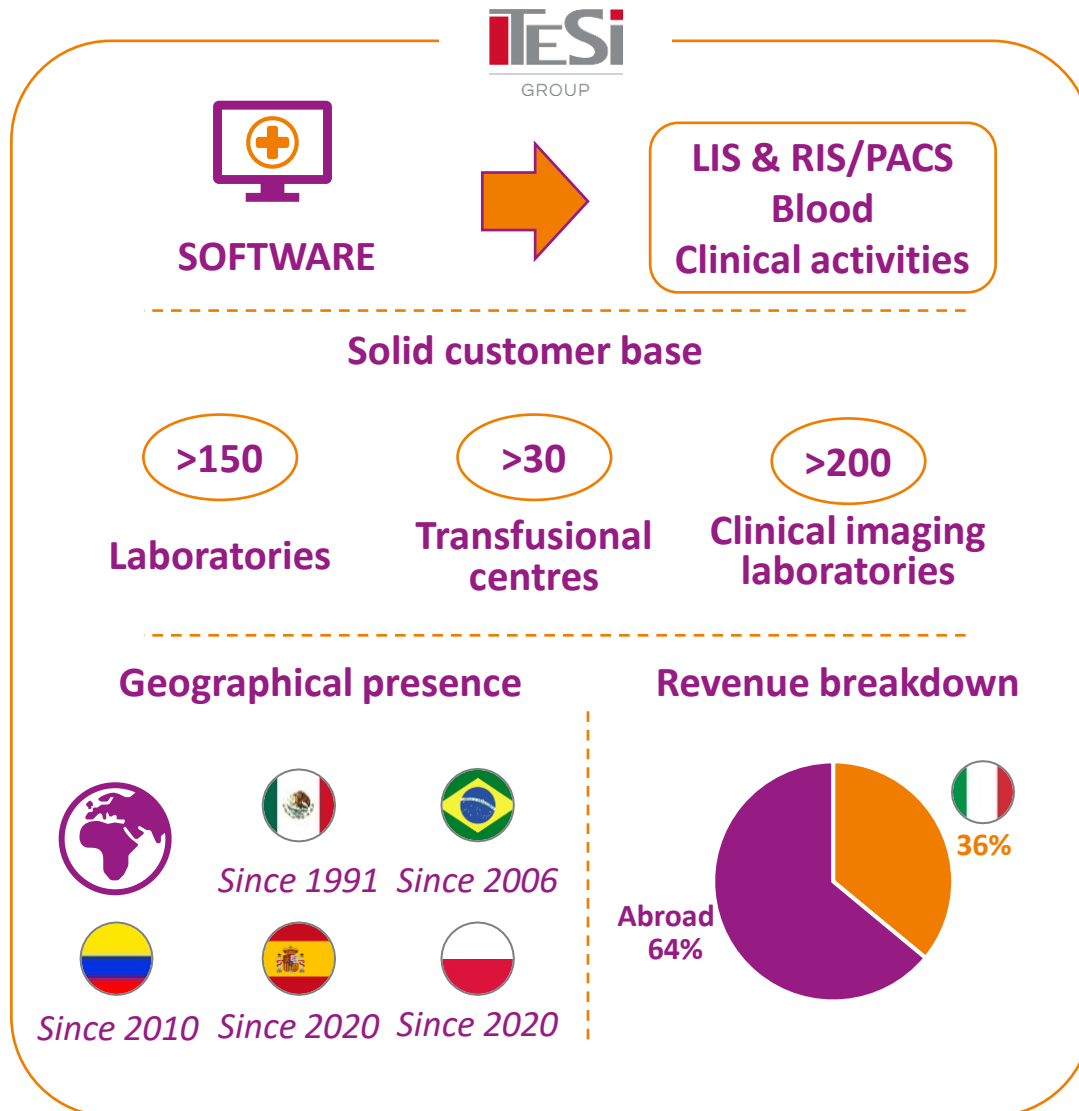 iTESi
GROUP
SOFTWARE
LIS & RIS/PACS
Blood
Clinical activities
Solid customer base
>150
>30
>200
Laboratories
Transfusional
centres
Clinical imaging
laboratories
Geographical presence
Since 1991
Since 2006
Since 2010
Since 2020
Since 2020
Revenue breakdown
36%
Abroad
64%